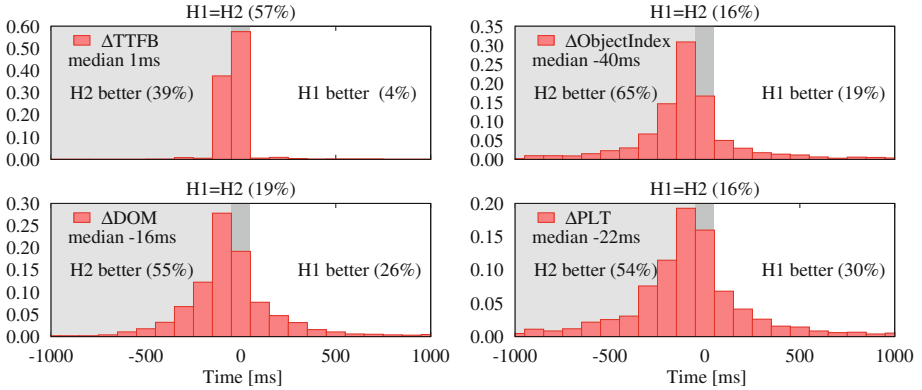 H1=H2 (57%)
0.60
0.50
0.40
0.30
0.20
0.10
0.00
ΔTTFB
median 1ms
H2 better (39%)
H1 better (4%)
H1=H2 (16%)
0.35
0.30
0.25
0.20
0.15
0.10
0.05
0.00
ΔObjectIndex
median -40ms
H2 better (65%)
H1 better (19%)
H1=H2 (19%)
0.30
0.25
0.20
0.15
0.10
0.05
0.00
ΔDOM
median -16ms
H2 better (55%)
H1 better (26%)
-1000 -500 0 500 1000
Time [ms]
H1=H2 (16%)
0.20
0.15
0.10
0.05
0.00
ΔPLT
median -22ms
H2 better (54%)
H1 better (30%)
-1000 -500 0 500 1000
Time [ms]